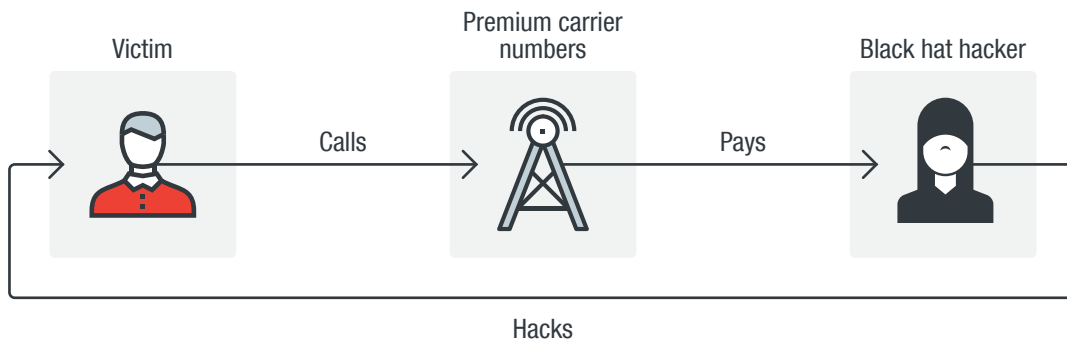 Victim
Premium carrier
numbers
Black hat hacker
Calls
Pays
Hacks